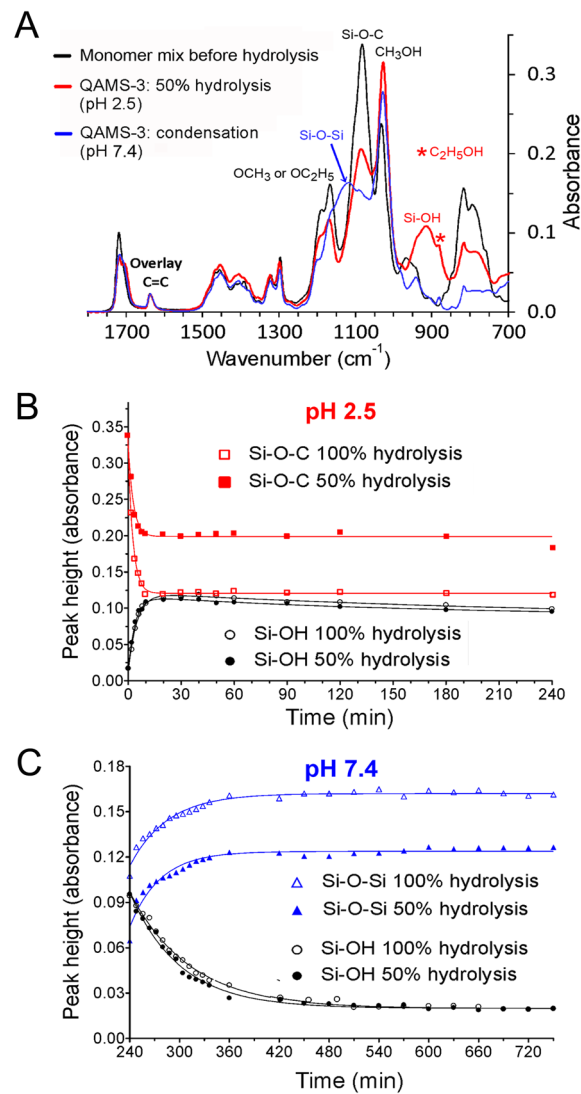 A
Monomer mix before hydrolysis
QAMS-3: 50% hydrolysis
(pH 2.5)
QAMS-3: condensation
(pH 7.4)
Si-O-C
CH3OH
Si-O-Si
* C2H5OH
OCH3 or OC2H5
Si-OH
*
Overlay
C=C
0.3
0.2
0.1
0.0
Absorbance
1700 1500 1300 1100 900 700
Wavenumber (cm-1)
B
pH 2.5
Si-O-C 100% hydrolysis
Si-O-C 50% hydrolysis
Si-OH 100% hydrolysis
Si-OH 50% hydrolysis
0.35
0.30
0.25
0.20
0.15
0.10
0.05
0.00
Peak height (absorbance)
0 30 60 90 120 150 180 210 240
Time (min)
C
pH 7.4
Si-O-Si 100% hydrolysis
Si-O-Si 50% hydrolysis
Si-OH 100% hydrolysis
Si-OH 50% hydrolysis
0.18
0.15
0.12
0.09
0.06
0.03
0.00
Peak height (absorbance)
240 300 360 420 480 540 600 660 720
Time (min)